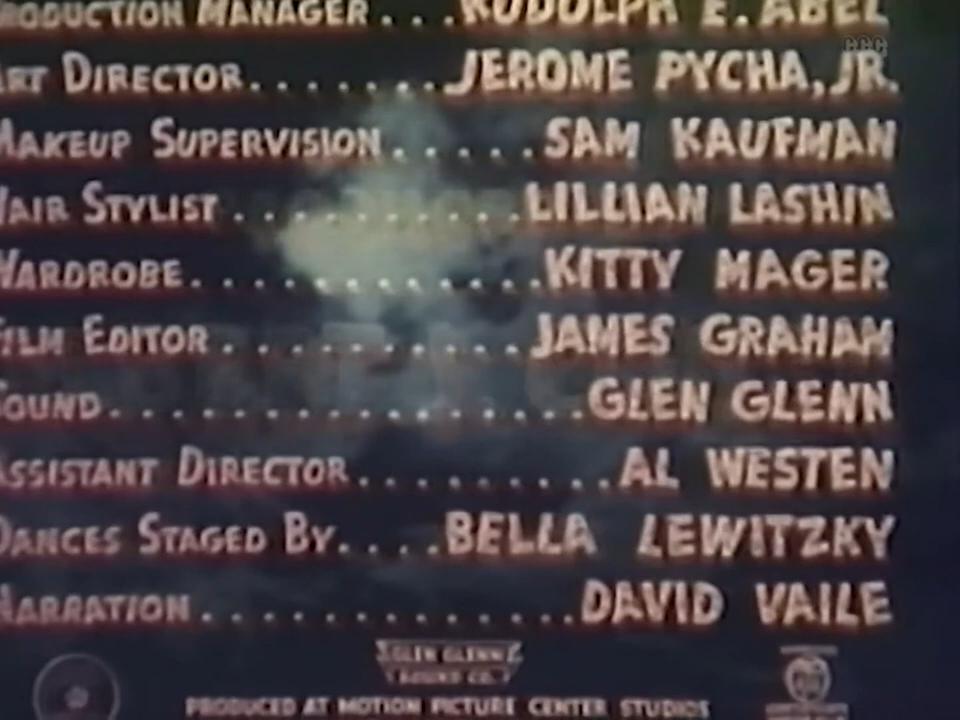 PRODUCTION MANAGER...RUDOLPH E. ABEL
CCC
ART DIRECTOR.......JEROME PYCHA, JR.
MAKEUP SUPERVISION.....SAM KAUFMAN
HAIR STYLIST..........LILLIAN LASHIN
WARDROBE.............KITTY MAGER
FILM EDITOR..........JAMES GRAHAM
SOUND.................GLEN GLENN
ASSISTANT DIRECTOR.........AL WESTEN
DANCES STAGED BY....BELLA LEWITZKY
NARRATION..............DAVID VAILE
GLEN GLENN
SOUND CO.
PRODUCED AT MOTION PICTURE CENTER STUDIOS